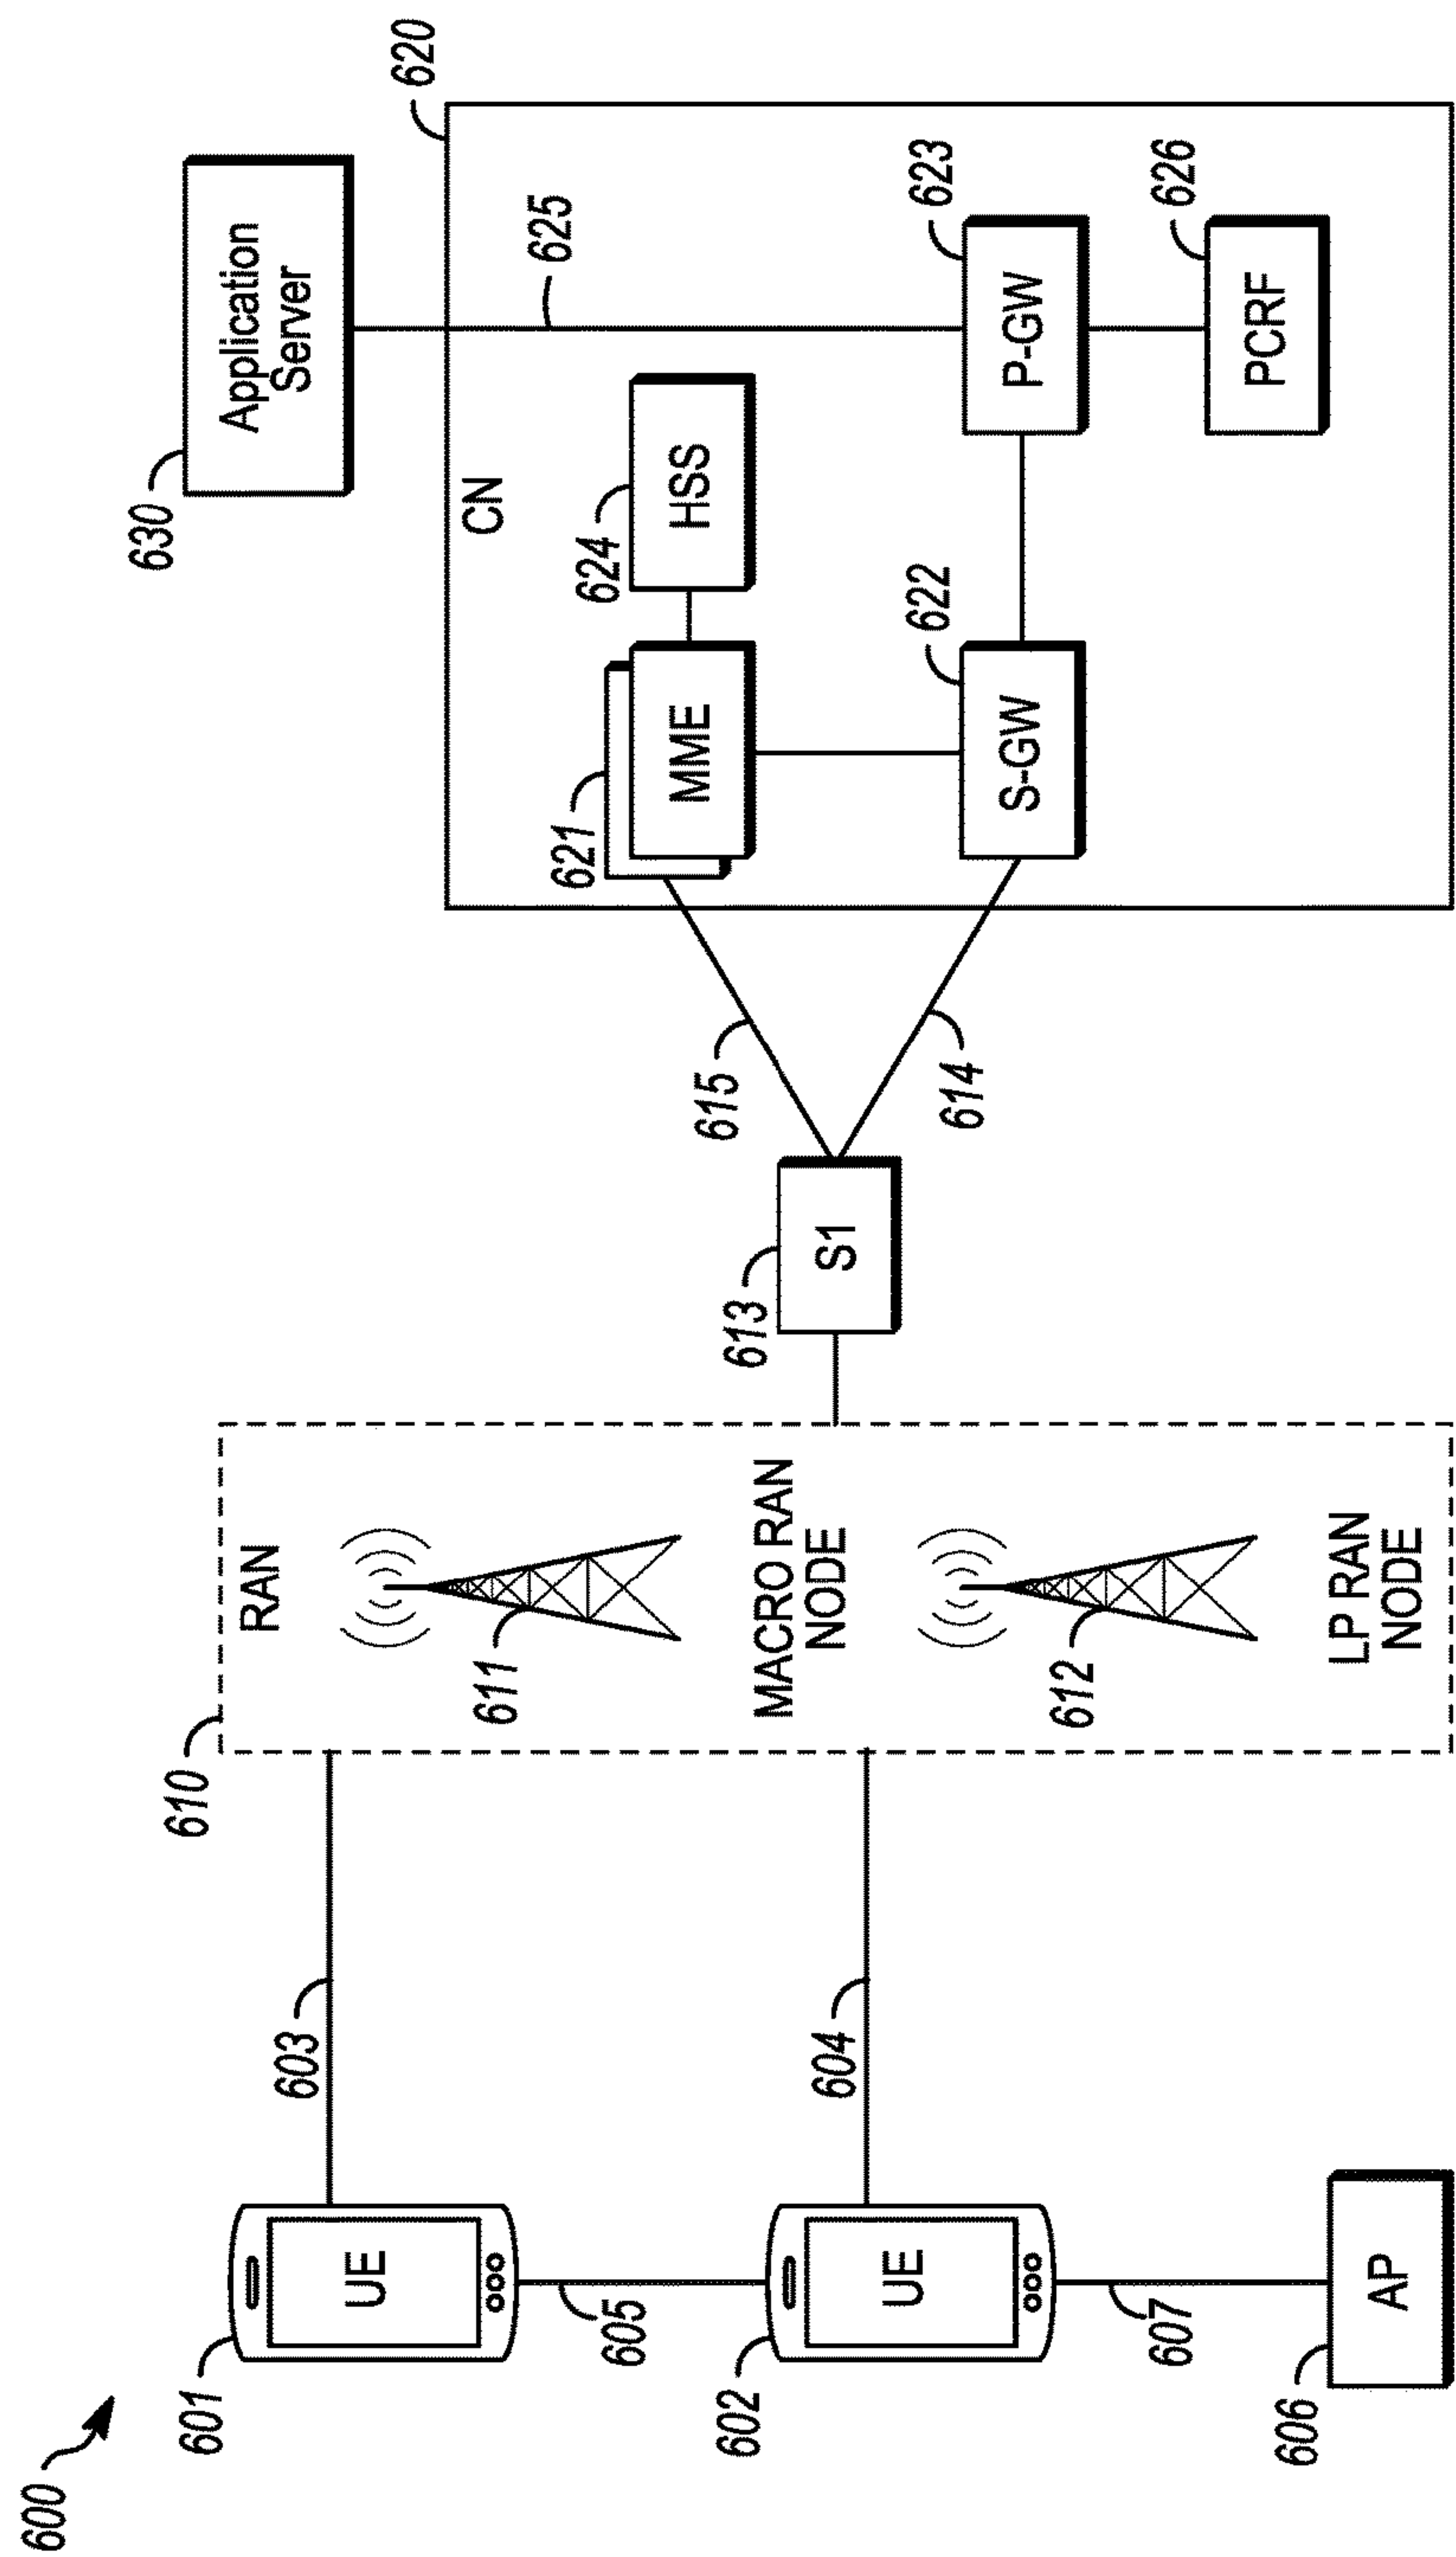 600
601
UE
605
602
UE
607
606
AP
603
604
610
RAN
611
MACRO RAN
NODE
612
LP RAN
NODE
613
S1
615
614
630
Application
Server
620
CN
625
621
MME
624
HSS
622
S-GW
623
P-GW
626
PCRF